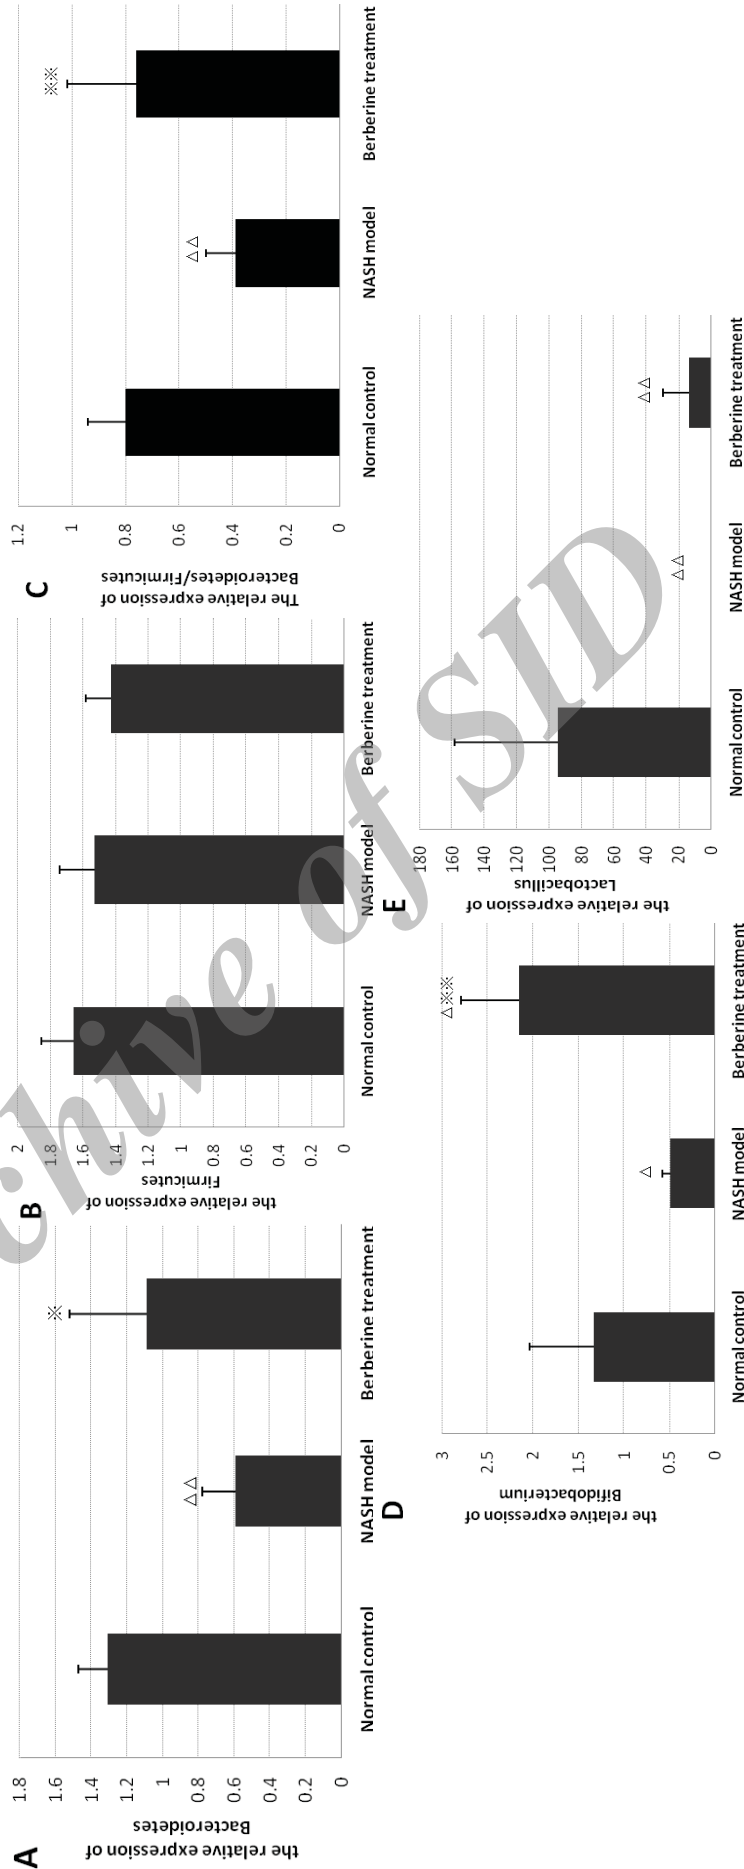 A
the relative expression of
Bacteroidetes
1.8
1.6
1.4
1.2
1
0.8
0.6
0.4
0.2
0
△△
※
Normal control
NASH model
Berberine treatment
B
the relative expression of
Firmicutes
2
1.8
1.6
1.4
1.2
1
0.8
0.6
0.4
0.2
0
Normal control
NASH model
Berberine treatment
C
The relative expression of
Bacteroidetes/Firmicutes
1.2
1
0.8
0.6
0.4
0.2
0
△△
※※
Normal control
NASH model
Berberine treatment
D
the relative expression of
Bifidobacterium
3
2.5
2
1.5
1
0.5
0
△
△※※
Normal control
NASH model
Berberine treatment
E
the relative expression of
Lactobacillus
180
160
140
120
100
80
60
40
20
0
△△
△△
Normal control
NASH model
Berberine treatment
chive of SID